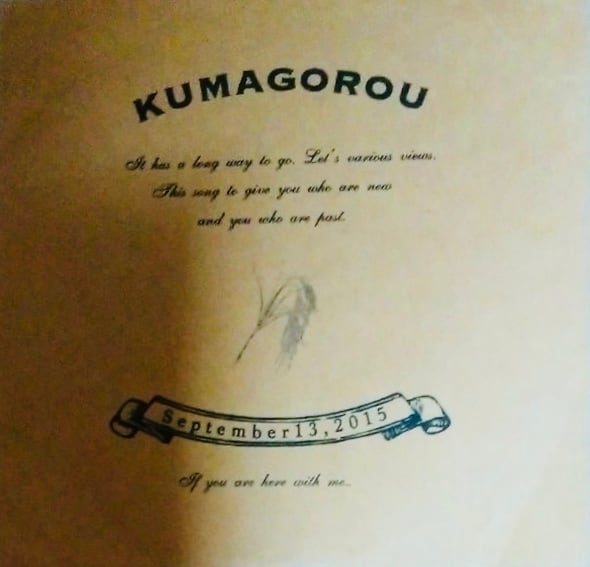 KUMAGOROU
It has a long way to go. Let's various views.
This song to give you who are new
and you who are past.
September13,2015
If you are here with me..